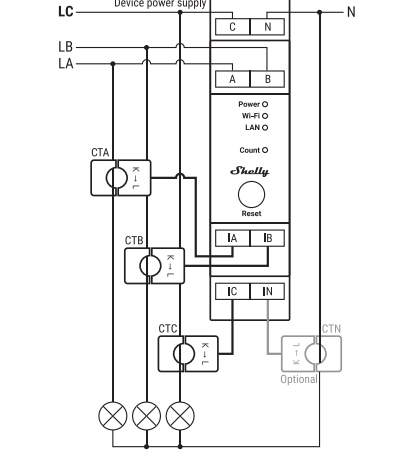 Device power supply
LC
N
C N
LB
LA
A B
Power
Wi-Fi
LAN
Count
Shelly
Reset
CTA
K → L
IA IB
CTB
K → L
IC IN
CTC
K → L
CTN
K ← L
Optional